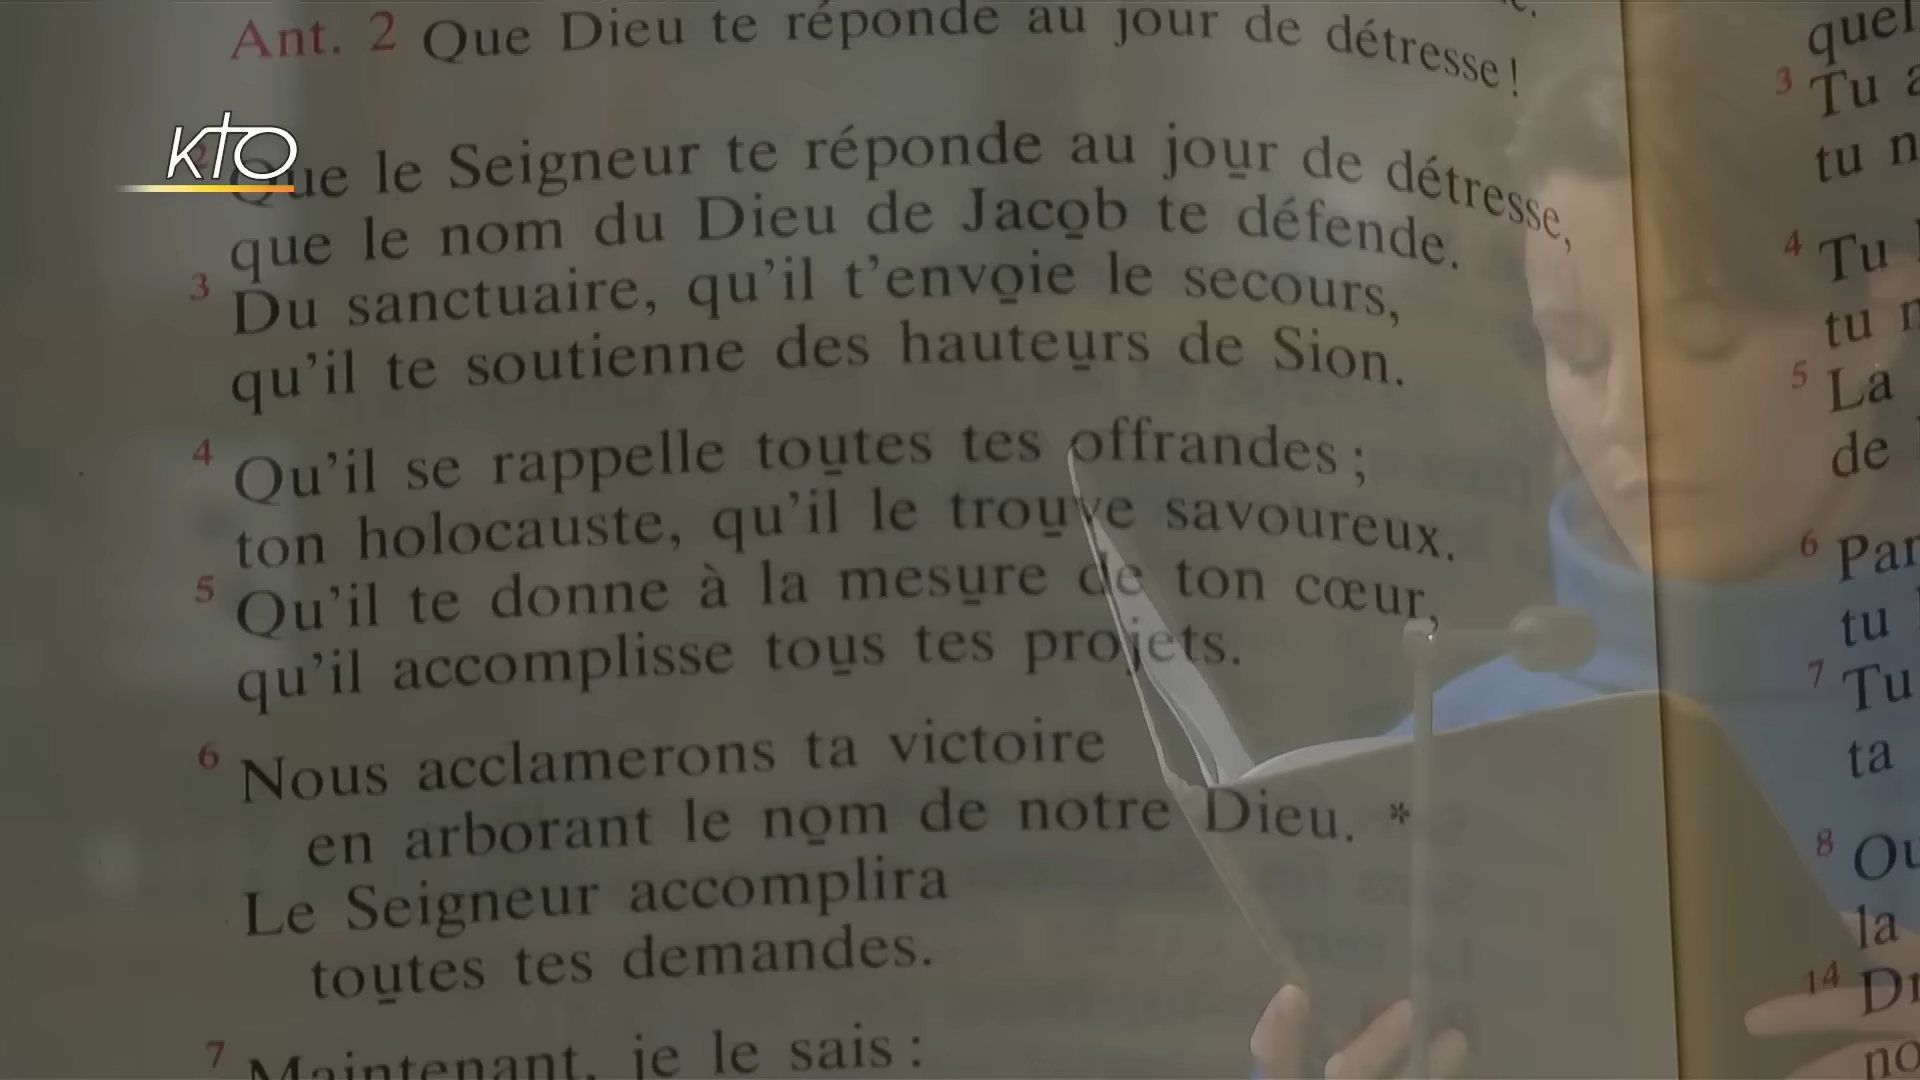 Ant. 2 Que Dieu te réponde au jour de détresse !
KTO
Que le Seigneur te réponde au jour de détresse,
que le nom du Dieu de Jacob te défende.
3 Du sanctuaire, qu’il t’envoie le secours,
qu’il te soutienne des hauteurs de Sion.
4 Qu’il se rappelle toutes tes offrandes ;
ton holocauste, qu’il le trouve savoureux.
5 Qu’il te donne à la mesure de ton cœur,
qu’il accomplisse tous tes projets.
6 Nous acclamerons ta victoire
en arborant le nom de notre Dieu. *
Le Seigneur accomplira
toutes tes demandes.
7 Maintenant, je le sais :
3 Tu
tu
4 Tu
tu
5 La
de
6
tu
7 Tu
ta
8
la
14